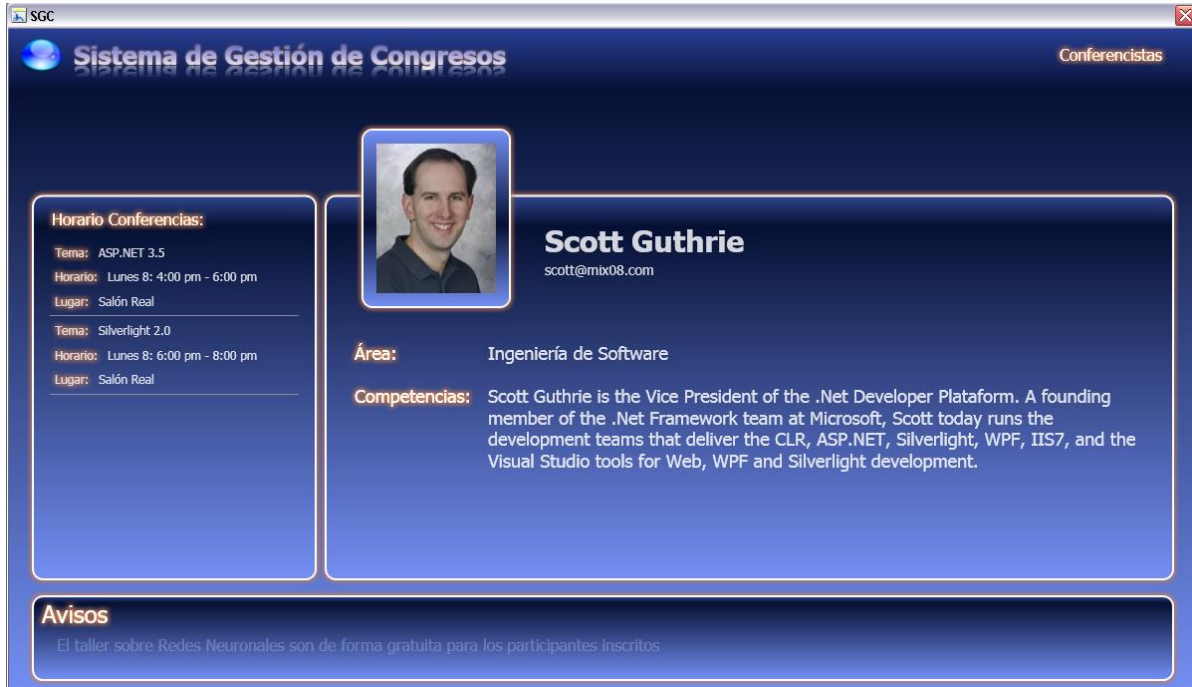 SGC
Sistema de Gestión de Congresos
Conferencistas
Horario Conferencias:
Tema: ASP.NET 3.5
Horario: Lunes 8: 4:00 pm - 6:00 pm
Lugar: Salón Real
Tema: Silverlight 2.0
Horario: Lunes 8: 6:00 pm - 8:00 pm
Lugar: Salón Real
Scott Guthrie
scott@mix08.com
Área: Ingeniería de Software
Competencias: Scott Guthrie is the Vice President of the .Net Developer Plataform. A founding
member of the .Net Framework team at Microsoft, Scott today runs the
development teams that deliver the CLR, ASP.NET, Silverlight, WPF, IIS7, and the
Visual Studio tools for Web, WPF and Silverlight development.
Avisos
El taller sobre Redes Neuronales son de forma gratuita para los participantes inscritos